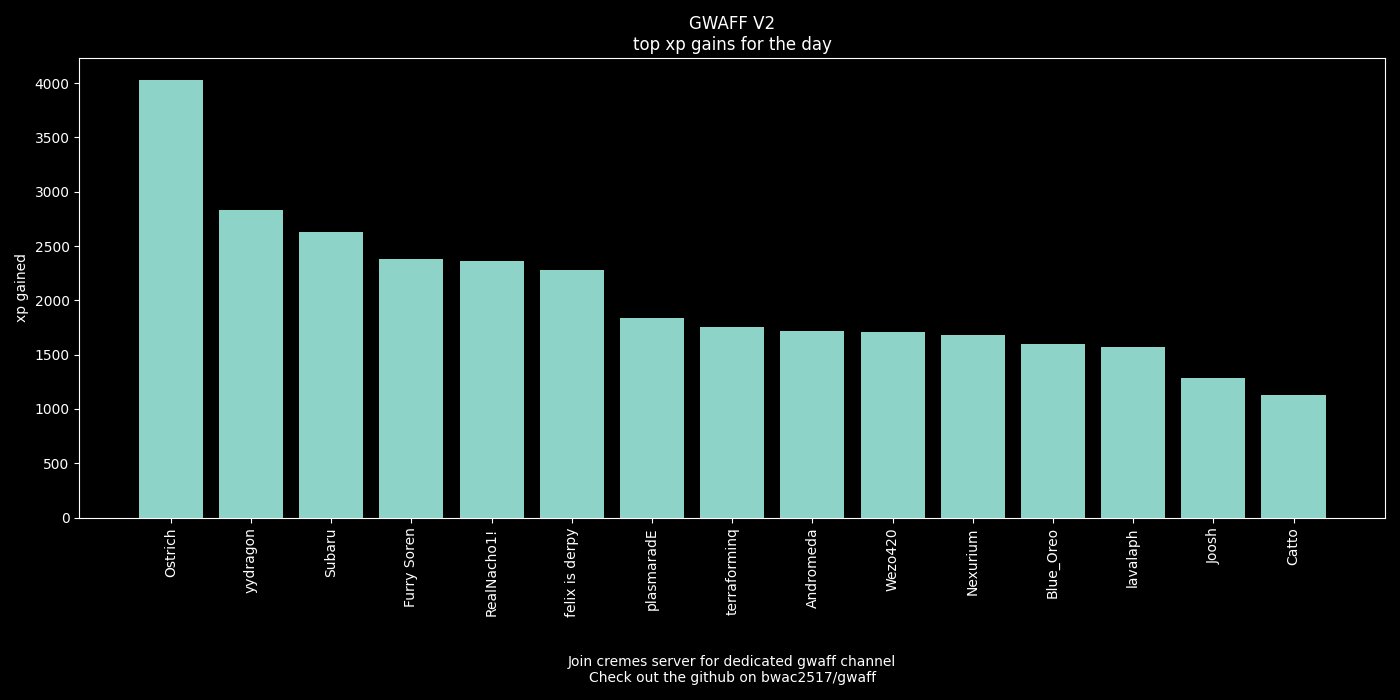 GWAFF V2
top xp gains for the day
4000
3500
3000
2500
2000
1500
1000
500
0
xp gained
Ostrich
yydragon
Subaru
Furry Soren
RealNacho1!
felix is derpy
plasmaradE
terraforminq
Andromeda
Wezo420
Nexurium
Blue_Oreo
lavalaph
Joosh
Catto
Join cremes server for dedicated gwaff channel
Check out the github on bwac2517/gwaff